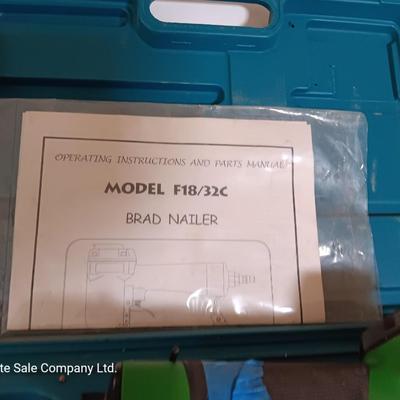 OPERATING INSTRUCTIONS AND PARTS MANUAL
MODEL F18/32C
BRAD NAILER
te Sale Company Ltd.